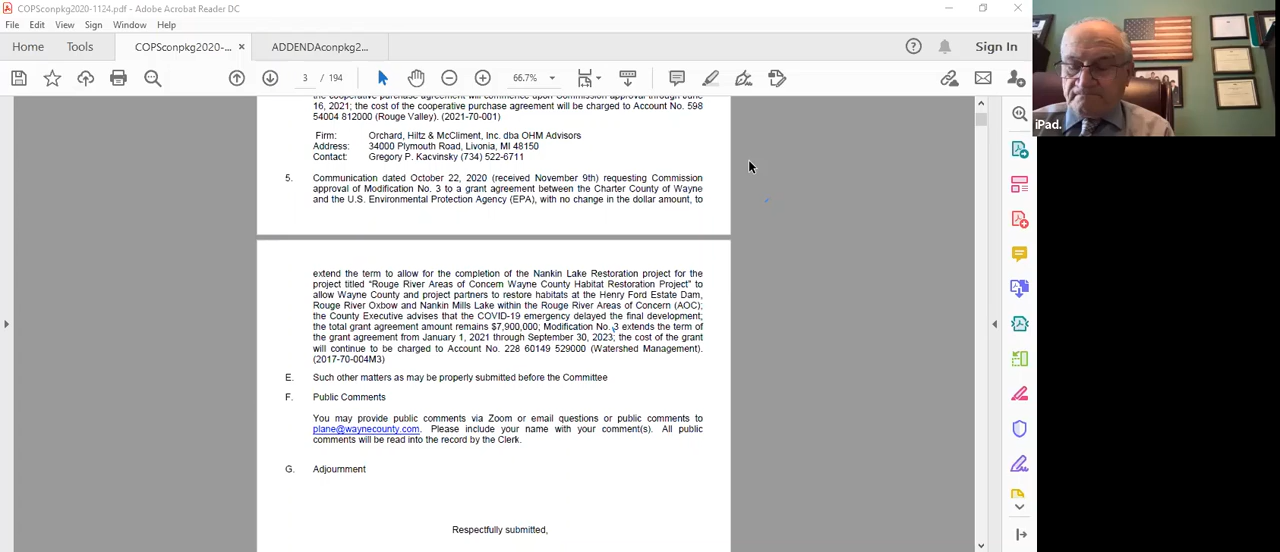 COPSconpkg2020-1124.pdf - Adobe Acrobat Reader DC
File Edit View Sign Window Help
Home Tools COPSconpkg2020-... × ADDENDAconpkg2... Sign In
3 / 194 66.7%
16, 2021; the cost of the cooperative purchase agreement will be charged to Account No. 598
54004 812000 (Rouge Valley). (2021-70-001)
Firm: Orchard, Hiltz & McCliment, Inc. dba OHM Advisors
Address: 34000 Plymouth Road, Livonia, MI 48150
Contact: Gregory P. Kacvinsky (734) 522-6711
5. Communication dated October 22, 2020 (received November 9th) requesting Commission
approval of Modification No. 3 to a grant agreement between the Charter County of Wayne
and the U.S. Environmental Protection Agency (EPA), with no change in the dollar amount, to
extend the term to allow for the completion of the Nankin Lake Restoration project for the
project titled "Rouge River Areas of Concern Wayne County Habitat Restoration Project" to
allow Wayne County and project partners to restore habitats at the Henry Ford Estate Dam,
Rouge River Oxbow and Nankin Mills Lake within the Rouge River Areas of Concern (AOC);
the County Executive advises that the COVID-19 emergency delayed the final development;
the total grant agreement amount remains $7,900,000; Modification No. 3 extends the term of
the grant agreement from January 1, 2021 through September 30, 2023; the cost of the grant
will continue to be charged to Account No. 228 60149 529000 (Watershed Management).
(2017-70-004M3)
E. Such other matters as may be properly submitted before the Committee
F. Public Comments
You may provide public comments via Zoom or email questions or public comments to
plane@waynecounty.com. Please include your name with your comment(s). All public
comments will be read into the record by the Clerk.
G. Adjournment
Respectfully submitted,
iPad.